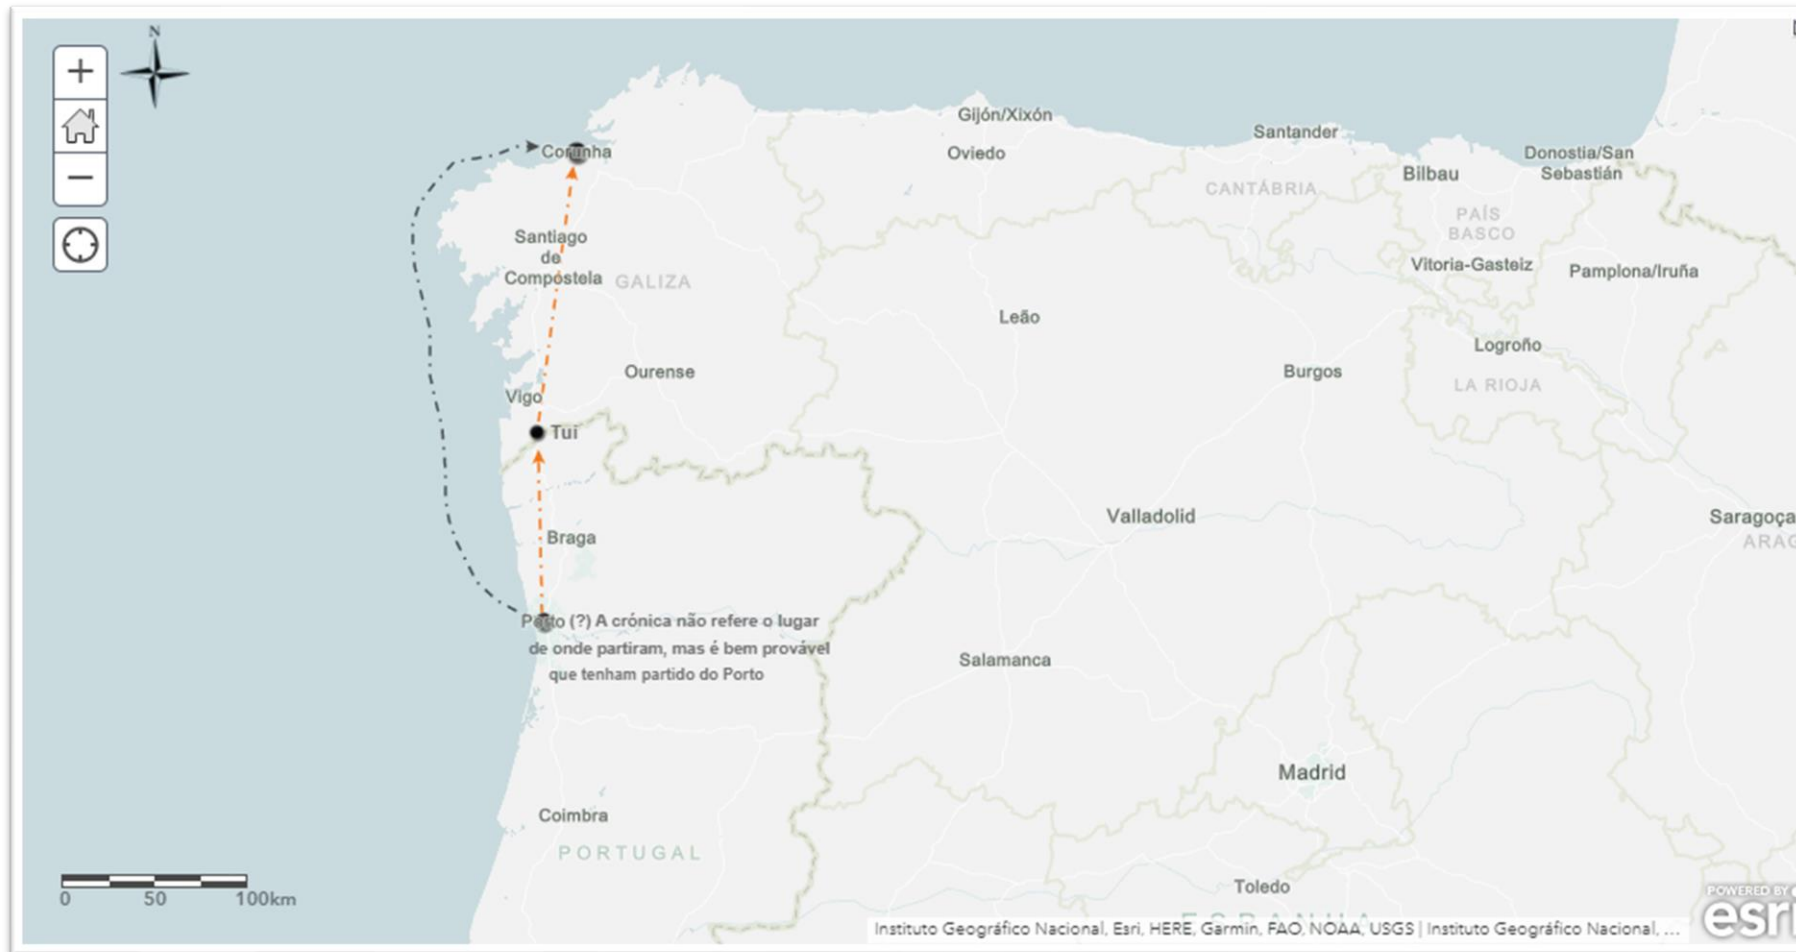 N
Gijón/Xixón
Santander
Corunha
Oviedo
Donostia/San
Sebastián
Bilbau
CANTÁBRIA
PAÍS
BASCO
Santiago
de
Compostela
GALIZA
Vitoria-Gasteiz
Pamplona/Iruña
Leão
Logroño
Ourense
Burgos
LA RIOJA
Vigo
Tui
Valladolid
Saragoça
ARAG
Braga
Porto (?) A crónica não refere o lugar
de onde partiram, mas é bem provável
que tenham partido do Porto
Salamanca
Madrid
Coimbra
PORTUGAL
Toledo
0 50 100km
ESPANHA
POWERED BY
esri
Instituto Geográfico Nacional, Esri, HERE, Garmin, FAO, NOAA, USGS | Instituto Geográfico Nacional, ...